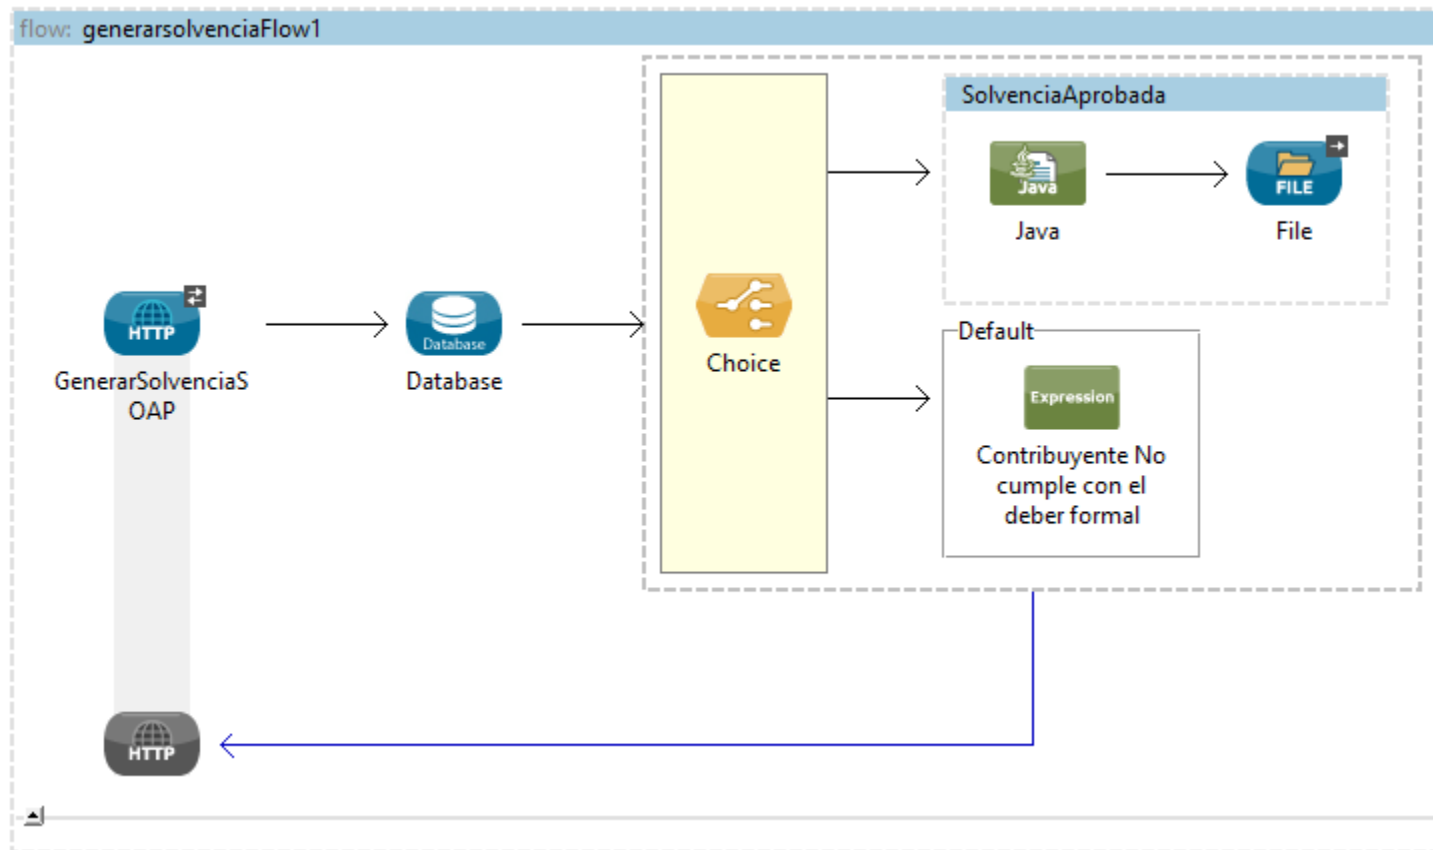 flow: generarsolvenciaFlow1
SolvenciaAprobada
Java
FILE
Java
File
HTTP
Database
GenerarSolvenciaS
OAP
Database
Choice
Default
Expression
Contribuyente No
cumple con el
deber formal
HTTP